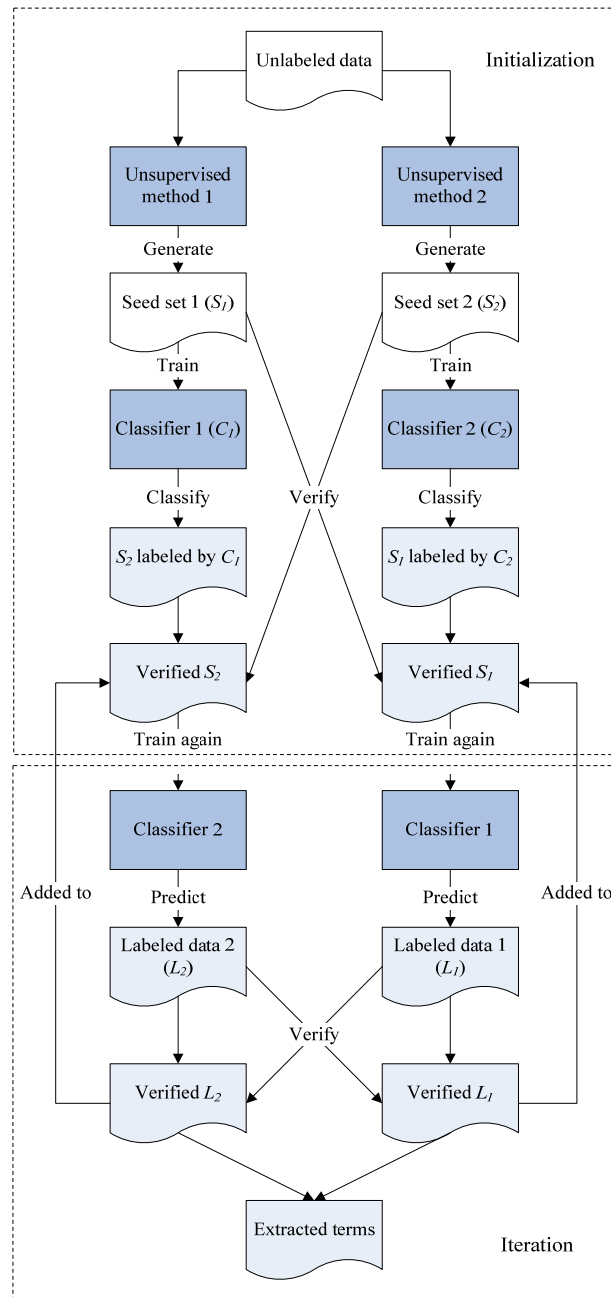 Initialization
Unlabeled data
Unsupervised
method 1
Unsupervised
method 2
Generate
Generate
Seed set 1 (S1)
Seed set 2 (S2)
Train
Train
Classifier 1 (C1)
Classifier 2 (C2)
Classify
Verify
Classify
S2 labeled by C1
S1 labeled by C2
Verified S2
Verified S1
Train again
Train again
Classifier 2
Classifier 1
Added to
Predict
Predict
Added to
Labeled data 2
(L2)
Labeled data 1
(L1)
Verify
Verified L2
Verified L1
Extracted terms
Iteration